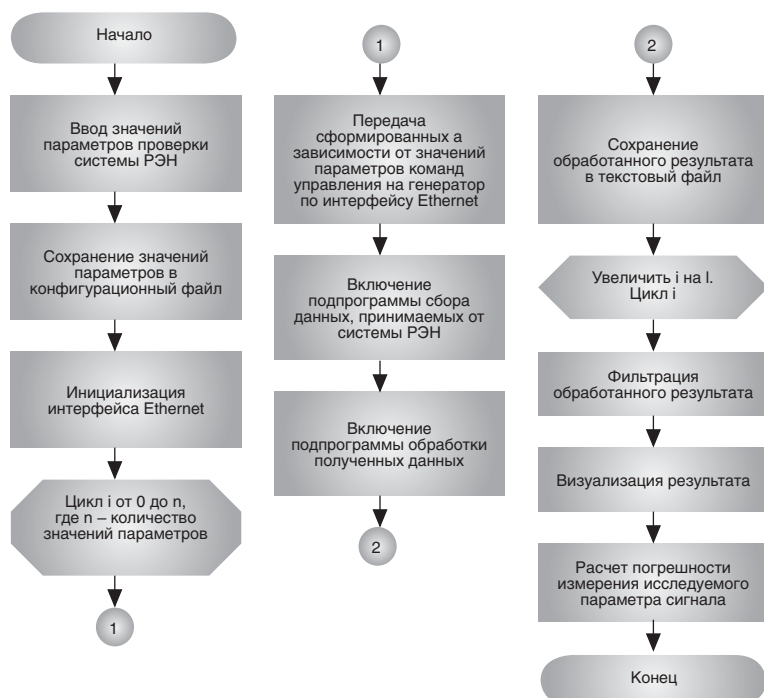 Начало
Ввод значений
параметров проверки
системы РЭН
Сохранение значений
параметров в
конфигурационный файл
Инициализация
интерфейса Ethernet
Цикл i от 0 до n,
где n – количество
значений параметров
1
1
Передача
сформированных а
зависимости от значений
параметров команд
управления на генератор
по интерфейсу Ethernet
Включение
подпрограммы сбора
данных, принимаемых от
системы РЭН
Включение
подпрограммы обработки
полученных данных
2
2
Сохранение
обработанного результата
в текстовый файл
Увеличить i на I.
Цикл i
Фильтрация
обработанного результата
Визуализация результата
Расчет погрешности
измерения исследуемого
параметра сигнала
Конец